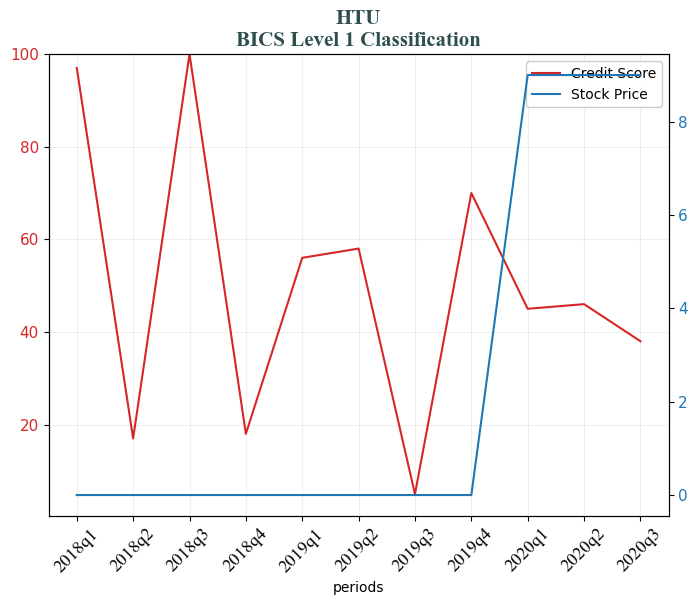 HTU
BICS Level 1 Classification
Credit Score
Stock Price
100
80
60
40
20
8
6
4
2
0
2018q1
2018q2
2018q3
2018q4
2019q1
2019q2
2019q3
2019q4
2020q1
2020q2
2020q3
periods